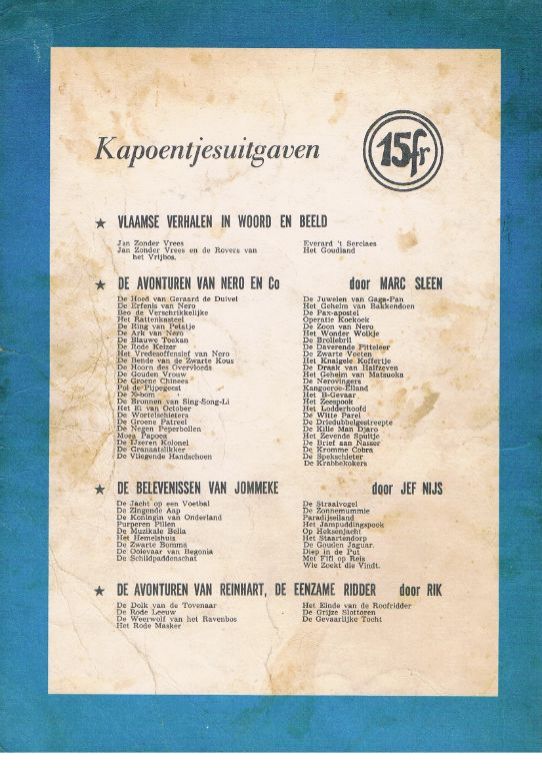 Kapoentjesuitgaven
15fr
★ VLAAMSE VERHALEN IN WOORD EN BEELD
Jan Zonder Vrees
Jan Zonder Vrees en de Rovers van
het Vrijbos.
Everard 't Serclaes
Het Goudland
★ DE AVONTUREN VAN NERO EN Co door MARC SLEEN
De Hoed van Geraard de Duivel
De Erfenis van Nero
Beo de Verschrikkelijke
Het Rattenkasteel
De Ring van Petatje
De Ark van Nero
De Blauwe Toekan
De Rode Keizer
Het Vredesoffensief van Nero
De Bende van de Zwarte Kous
De Hoorn des Overvloeds
De Gouden Vrouw
De Groene Chinees
Pol de Pijpegoest
De X-bom
De Bronnen van Sing-Song-Li
Het Ei van October
De Wortelschieters
De Groene Patreel
De Negen Peperbollen
Moea Papoea
De IJzeren Kolonel
De Granaatslikker
De Vliegende Handschoen
De Juwelen van Gaga-Pan
Het Geheim van Bakkendoen
De Pax-apostel
Operatie Koekoek
De Zoon van Nero
Het Wonder Wolkje
De Brollebril
De Daverende Pitteleer
De Zwarte Voeten
Het Knalgele Koffertje
De Draak van Halfzeven
Het Geheim van Matsuoka
De Nerovingers
Kangoeroe-Eiland
Het B-Gevaar
Het Zeespook
Het Lodderhoofd
De Witte Parel
De Driedubbelgestreepte
De Kille Man Djaro
Het Zevende Spuitje
De Brief aan Nasser
De Kromme Cobra
De Spekschieter
De Krabbekokers
★ DE BELEVENISSEN VAN JOMMEKE door JEF NIJS
De Jacht op een Voetbal
De Zingende Aap
De Koningin van Onderland
Purperen Pillen
De Muzikale Bella
Het Hemelshuis
De Zwarte Bomma
De Ooievaar van Begonia
De Schildpaddenschat
De Straalvogel
De Zonnemummie
Paradijseiland
Het Jampuddingspook
Op Heksenjacht
Het Staartendorp
De Gouden Jaguar.
Diep in de Put
Met Fifi op Reis
Wie Zoekt die Vindt.
★ DE AVONTUREN VAN REINHART, DE EENZAME RIDDER door RIK
De Dolk van de Tovenaar
De Rode Leeuw
De Weerwolf van het Ravenbos
Het Rode Masker
Het Einde van de Roofridder
De Grijze Slottoren
De Gevaarlijke Tocht